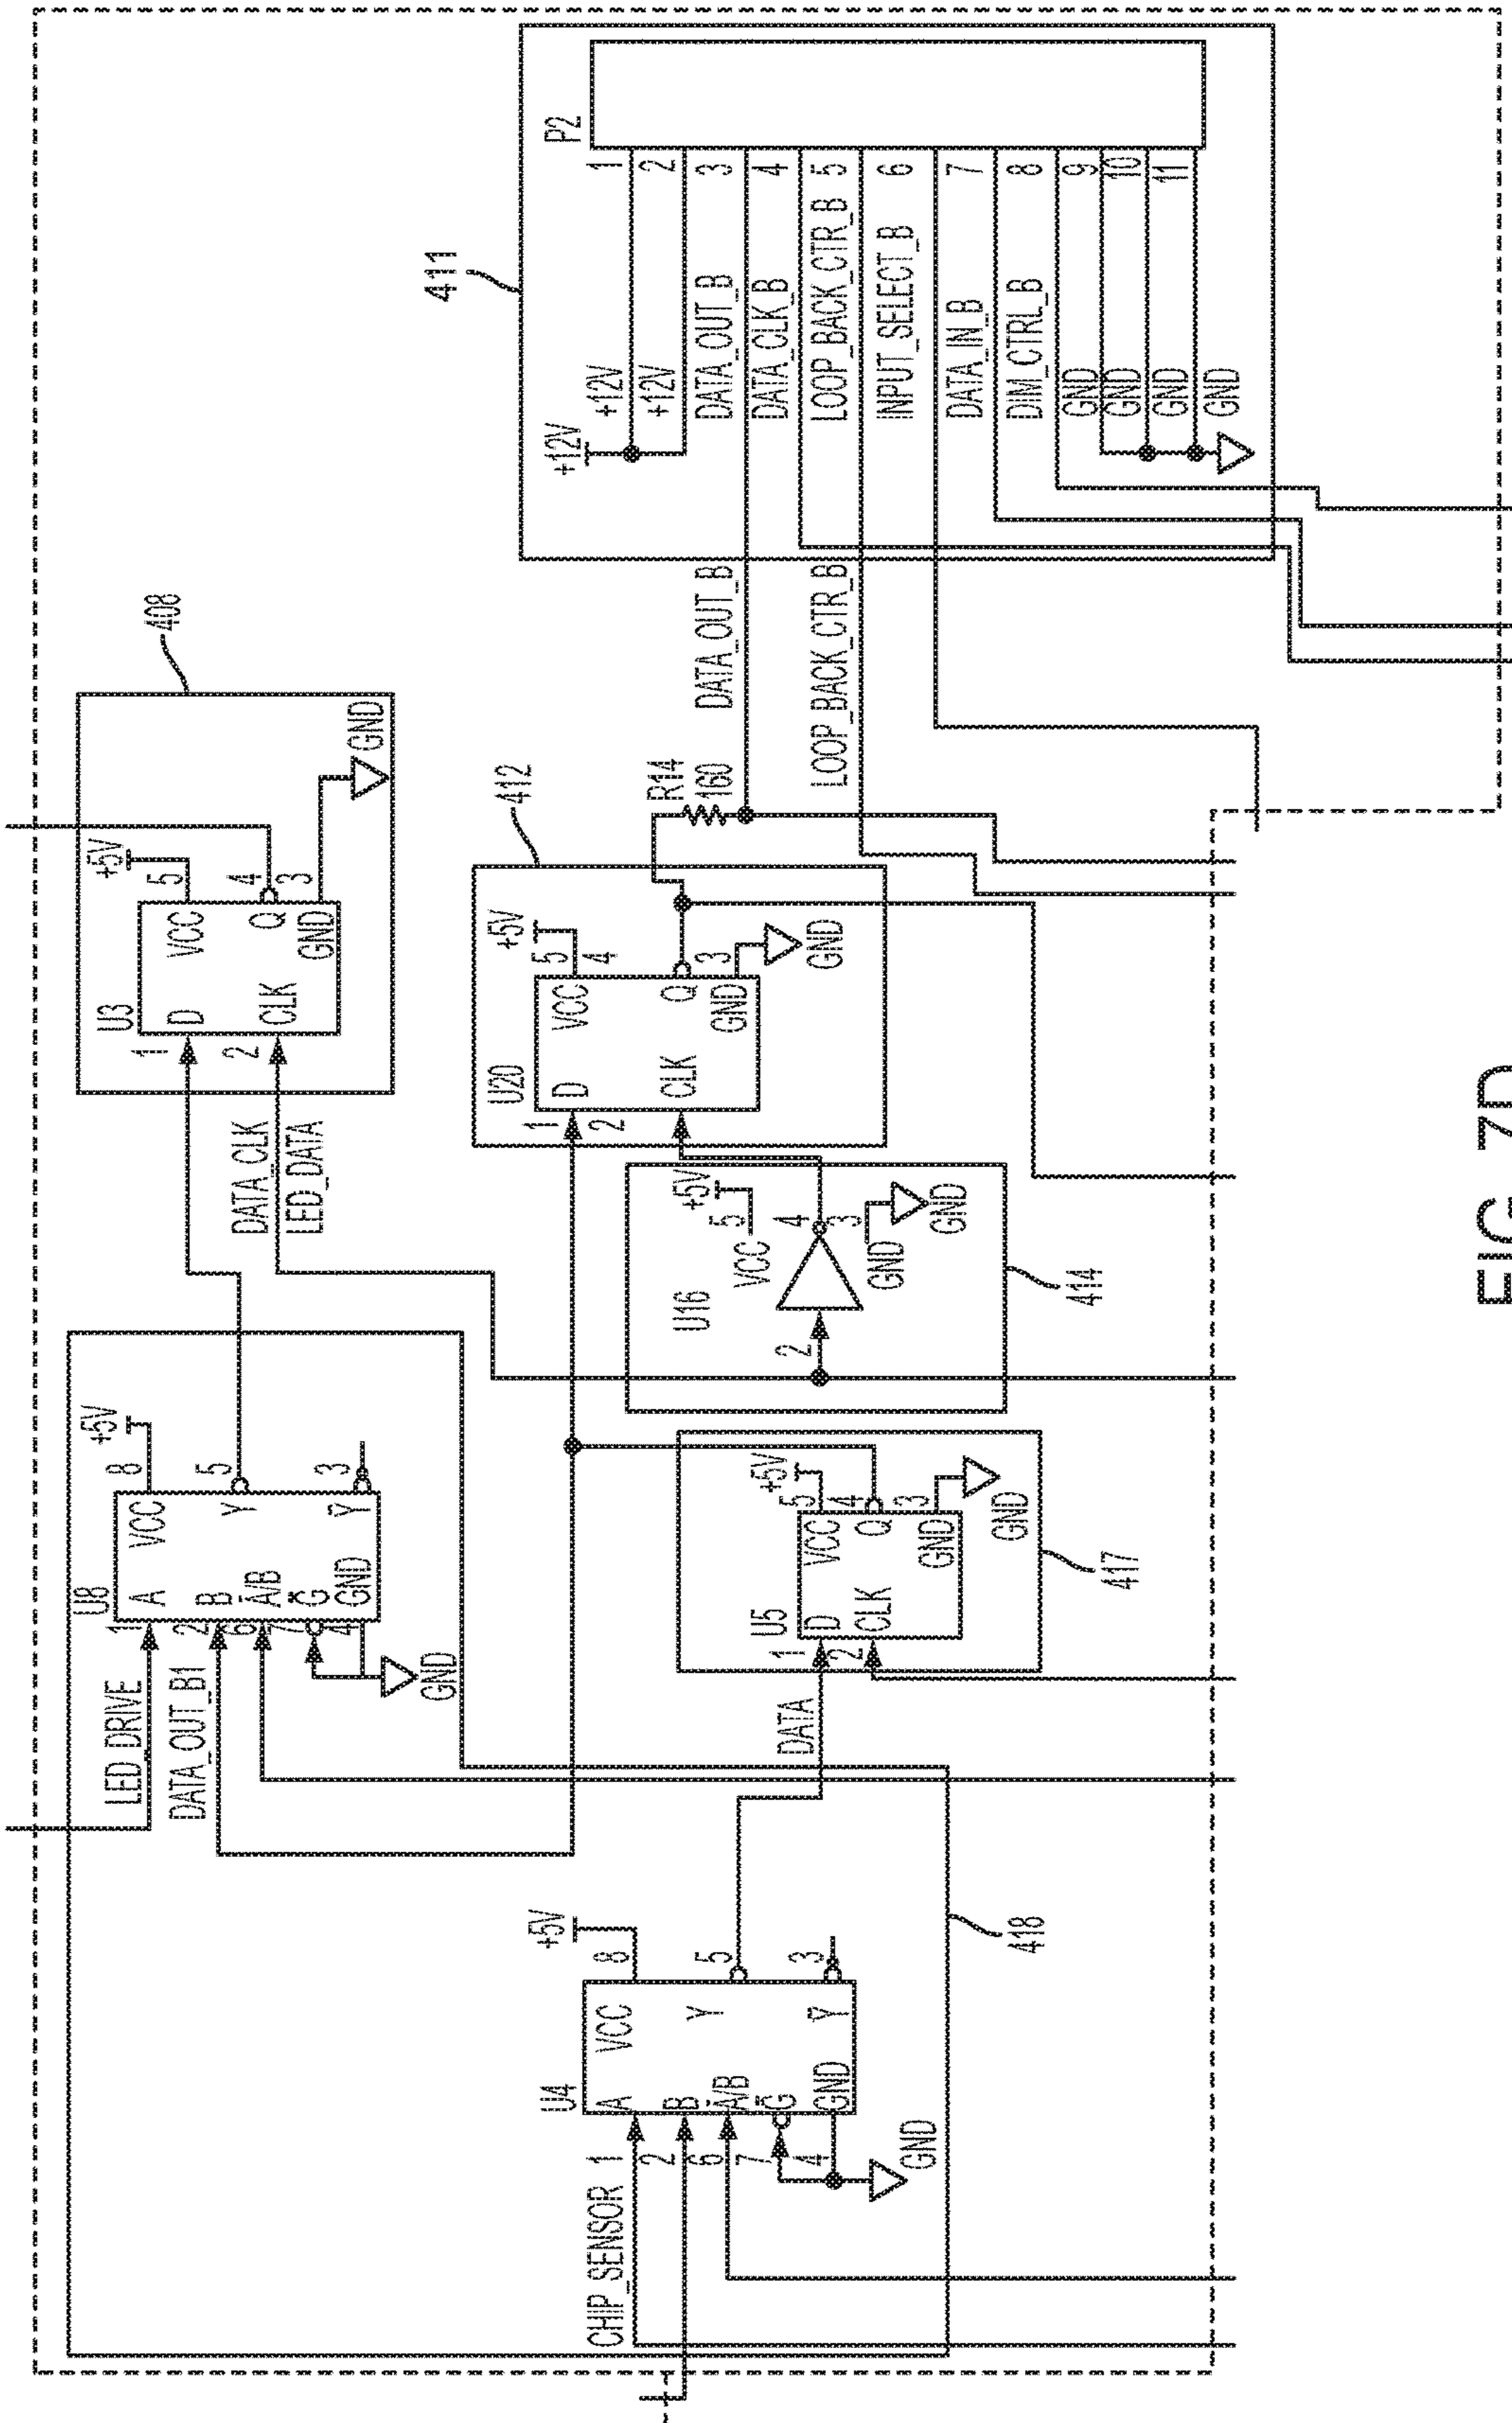 408
+5V
U3
1
D
VCC
5
2
CLK
Q
4
GND
3
GND
DATA_CLK
LED_DATA
U8
+5V
LED_DRIVE
1
A
VCC
8
DATA_OUT_B1
2
B
Y
5
6
A̅/B
7
G̅
Y̅
3
4
GND
GND
412
U20
+5V
1
D
VCC
5
2
4
CLK
Q
GND
3
GND
R14
160
DATA_OUT_B
LOOP_BACK_CTR_B
411
P2
+12V
+12V
1
+12V
2
DATA_OUT_B
3
DATA_CLK_B
4
LOOP_BACK_CTR_B
5
INPUT_SELECT_B
6
DATA_IN_B
7
DIM_CTRL_B
8
GND
9
GND
10
GND
11
GND
U16
+5V
VCC
5
2
4
GND
3
GND
414
U5
+5V
DATA
1
D
VCC
5
2
CLK
Q
4
GND
3
GND
417
U4
+5V
CHIP_SENSOR
1
A
VCC
8
2
B
Y
5
6
A̅/B
7
G̅
Y̅
3
4
GND
GND
418
FIG. 7D